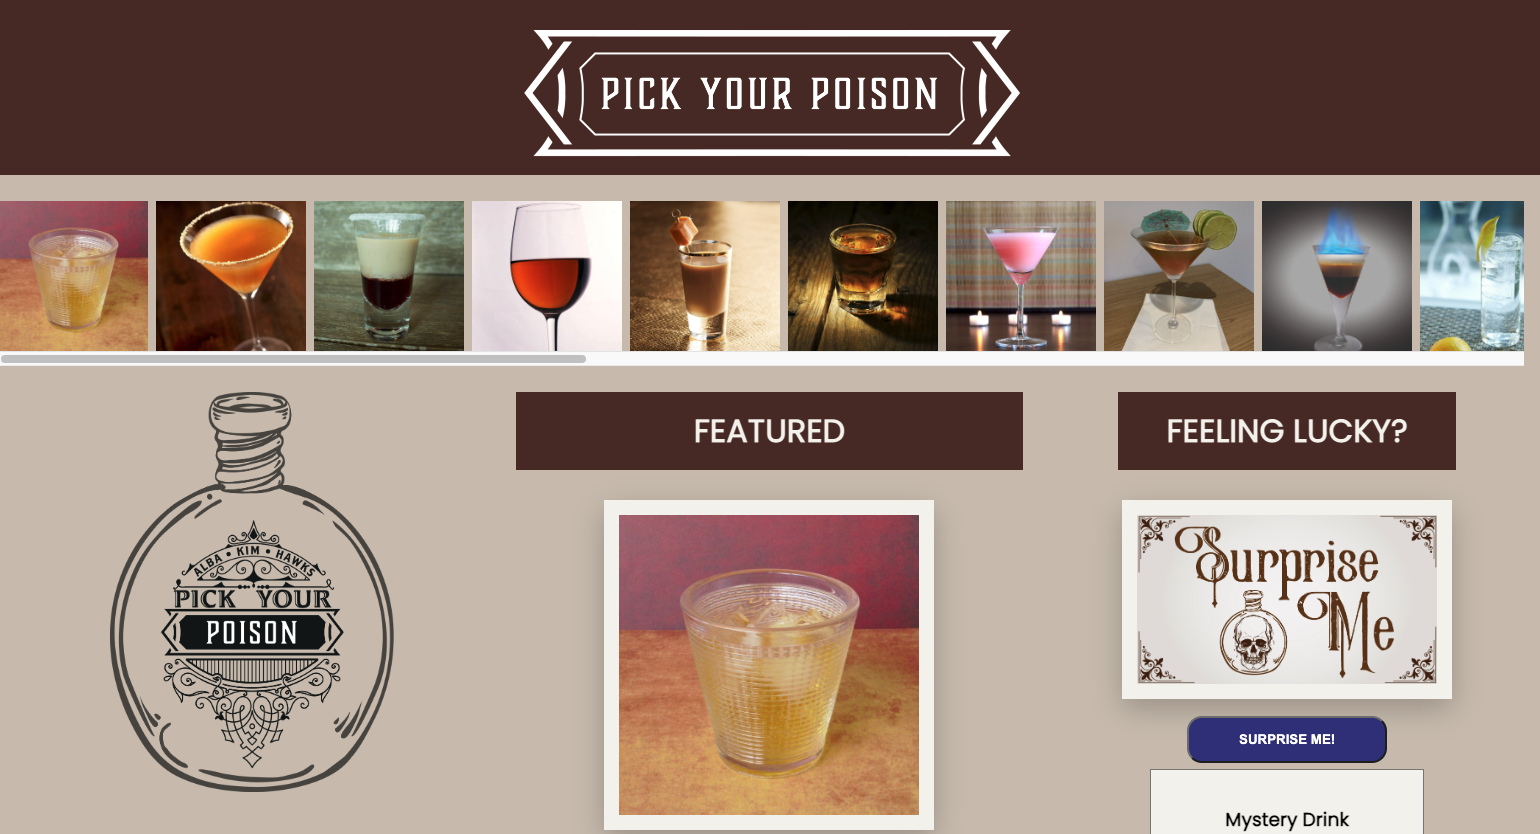 PICK YOUR POISON
FEATURED
FEELING LUCKY?
ALBA • KIM • HAWKS
PICK YOUR
POISON
Surprise
Me
SURPRISE ME!
Mystery Drink